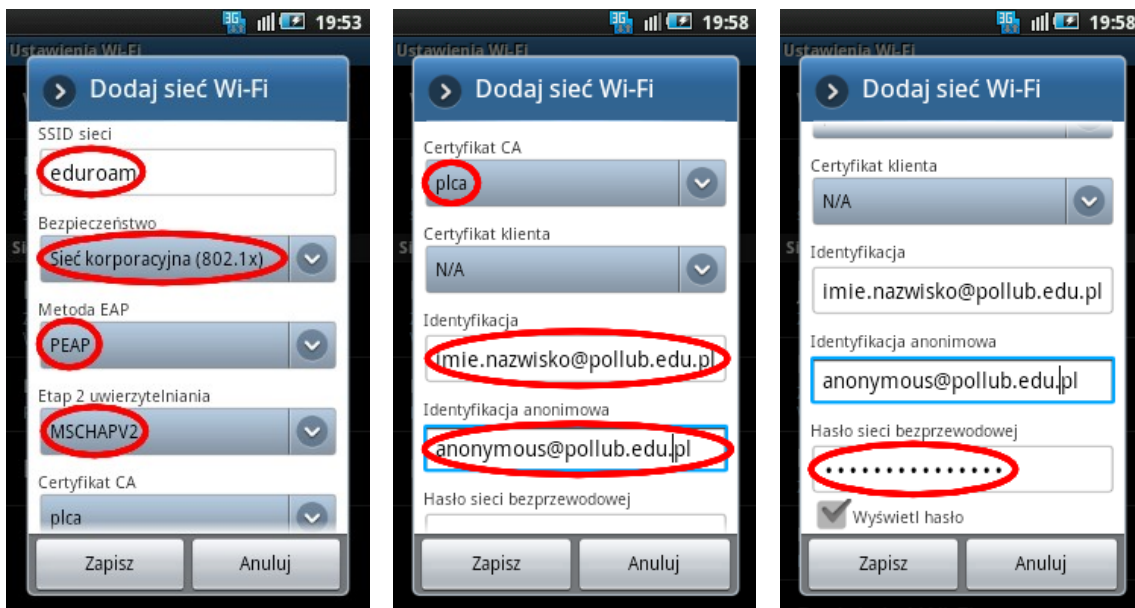 19:53
Ustawienia Wi-Fi
Dodaj sieć Wi-Fi
SSID sieci
eduroam
Bezpieczeństwo
Sieć korporacyjna (802.1x)
Metoda EAP
PEAP
Etap 2 uwierzytelniania
MSCHAPV2
Certyfikat CA
plca
Zapisz
Anuluj
19:58
Ustawienia Wi-Fi
Dodaj sieć Wi-Fi
Certyfikat CA
plca
Certyfikat klienta
N/A
Identyfikacja
imie.nazwisko@pollub.edu.pl
Identyfikacja anonimowa
anonymous@pollub.edu.pl
Hasło sieci bezprzewodowej
Zapisz
Anuluj
19:58
Ustawienia Wi-Fi
Dodaj sieć Wi-Fi
Certyfikat klienta
N/A
Identyfikacja
imie.nazwisko@pollub.edu.pl
Identyfikacja anonimowa
anonymous@pollub.edu.pl
Hasło sieci bezprzewodowej
Wyświetl hasło
Zapisz
Anuluj